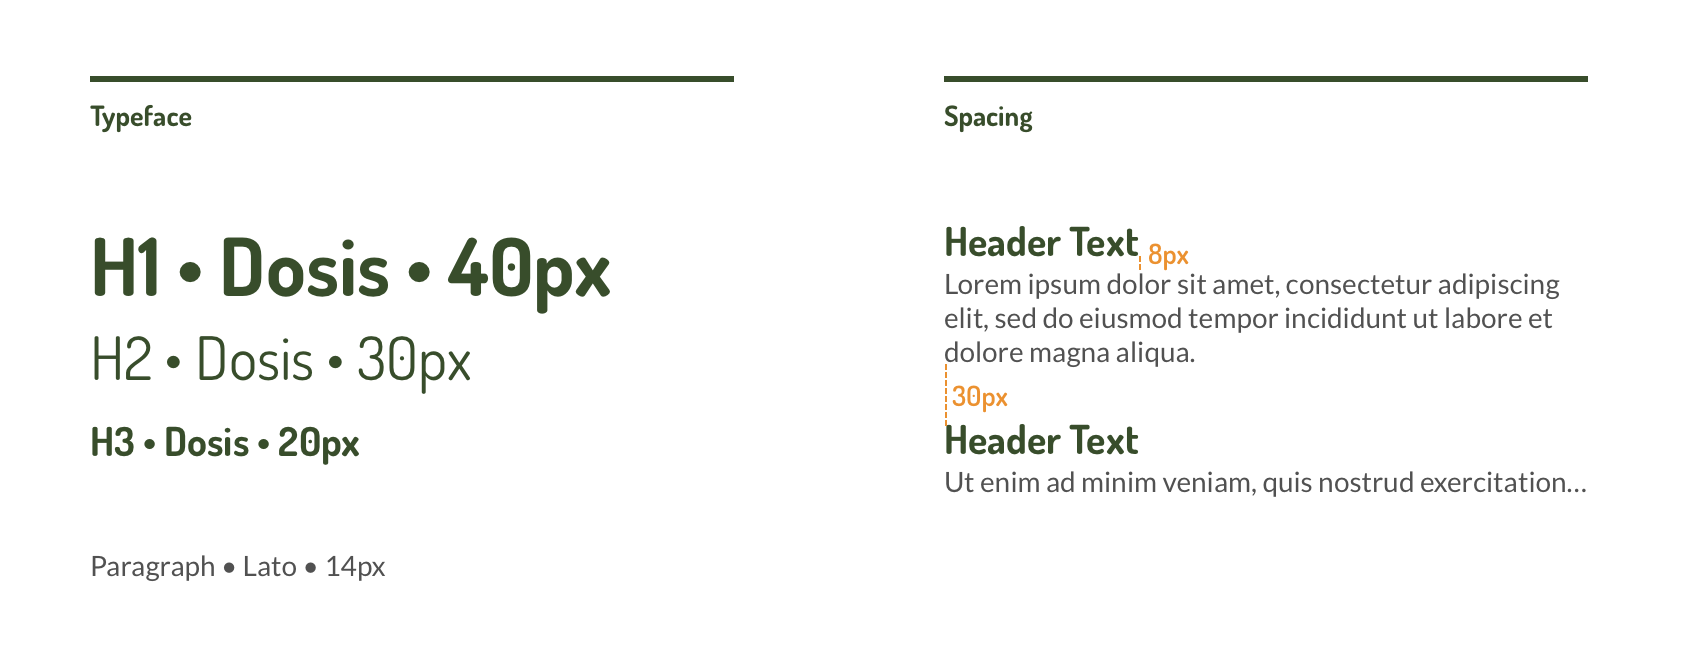 Typeface
H1 • Dosis • 40px
H2 • Dosis • 30px
H3 • Dosis • 20px
Paragraph • Lato • 14px
Spacing
Header Text
8px
Lorem ipsum dolor sit amet, consectetur adipiscing
elit, sed do eiusmod tempor incididunt ut labore et
dolore magna aliqua.
30px
Header Text
Ut enim ad minim veniam, quis nostrud exercitation...